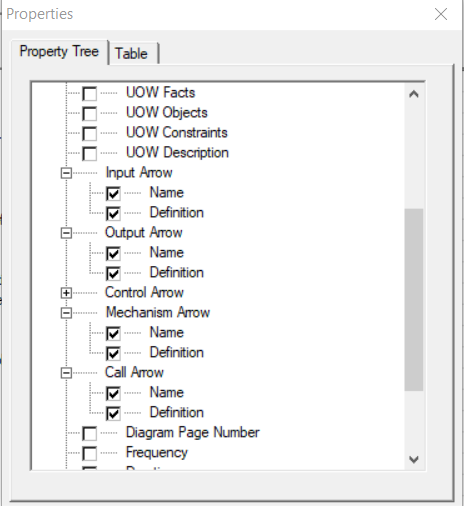 Properties
Property Tree Table
UOW Facts
UOW Objects
UOW Constraints
UOW Description
Input Arrow
Name
Definition
Output Arrow
Name
Definition
Control Arrow
Mechanism Arrow
Name
Definition
Call Arrow
Name
Definition
Diagram Page Number
Frequency